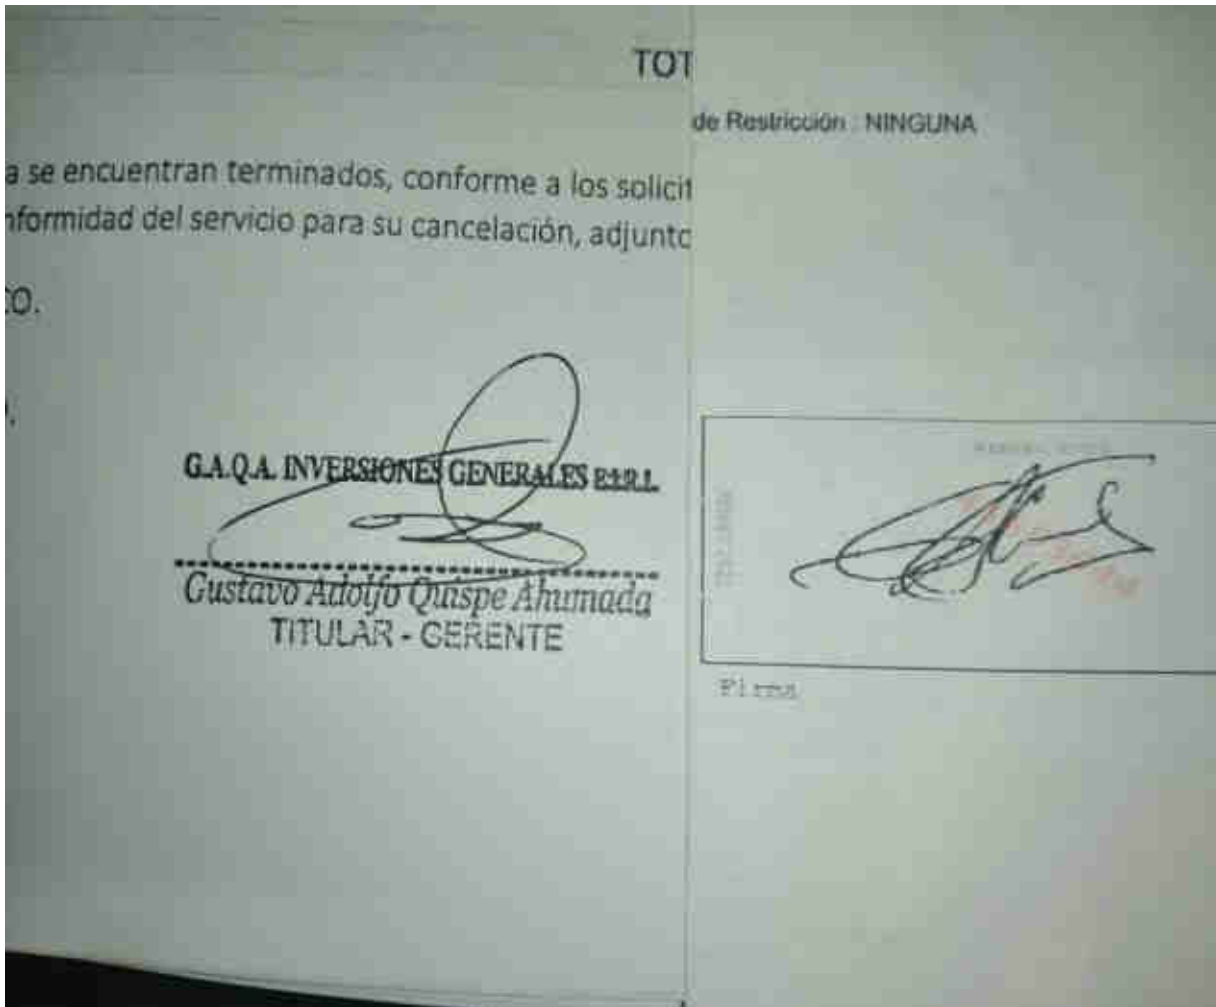 TOT
de Restricción : NINGUNA
a se encuentran terminados, conforme a los solicit
nformidad del servicio para su cancelación, adjunto
CO.
G.A.Q.A. INVERSIONES GENERALES E.I.R.L.
Gustavo Adolfo Quispe Ahumada
TITULAR - GERENTE
Firma